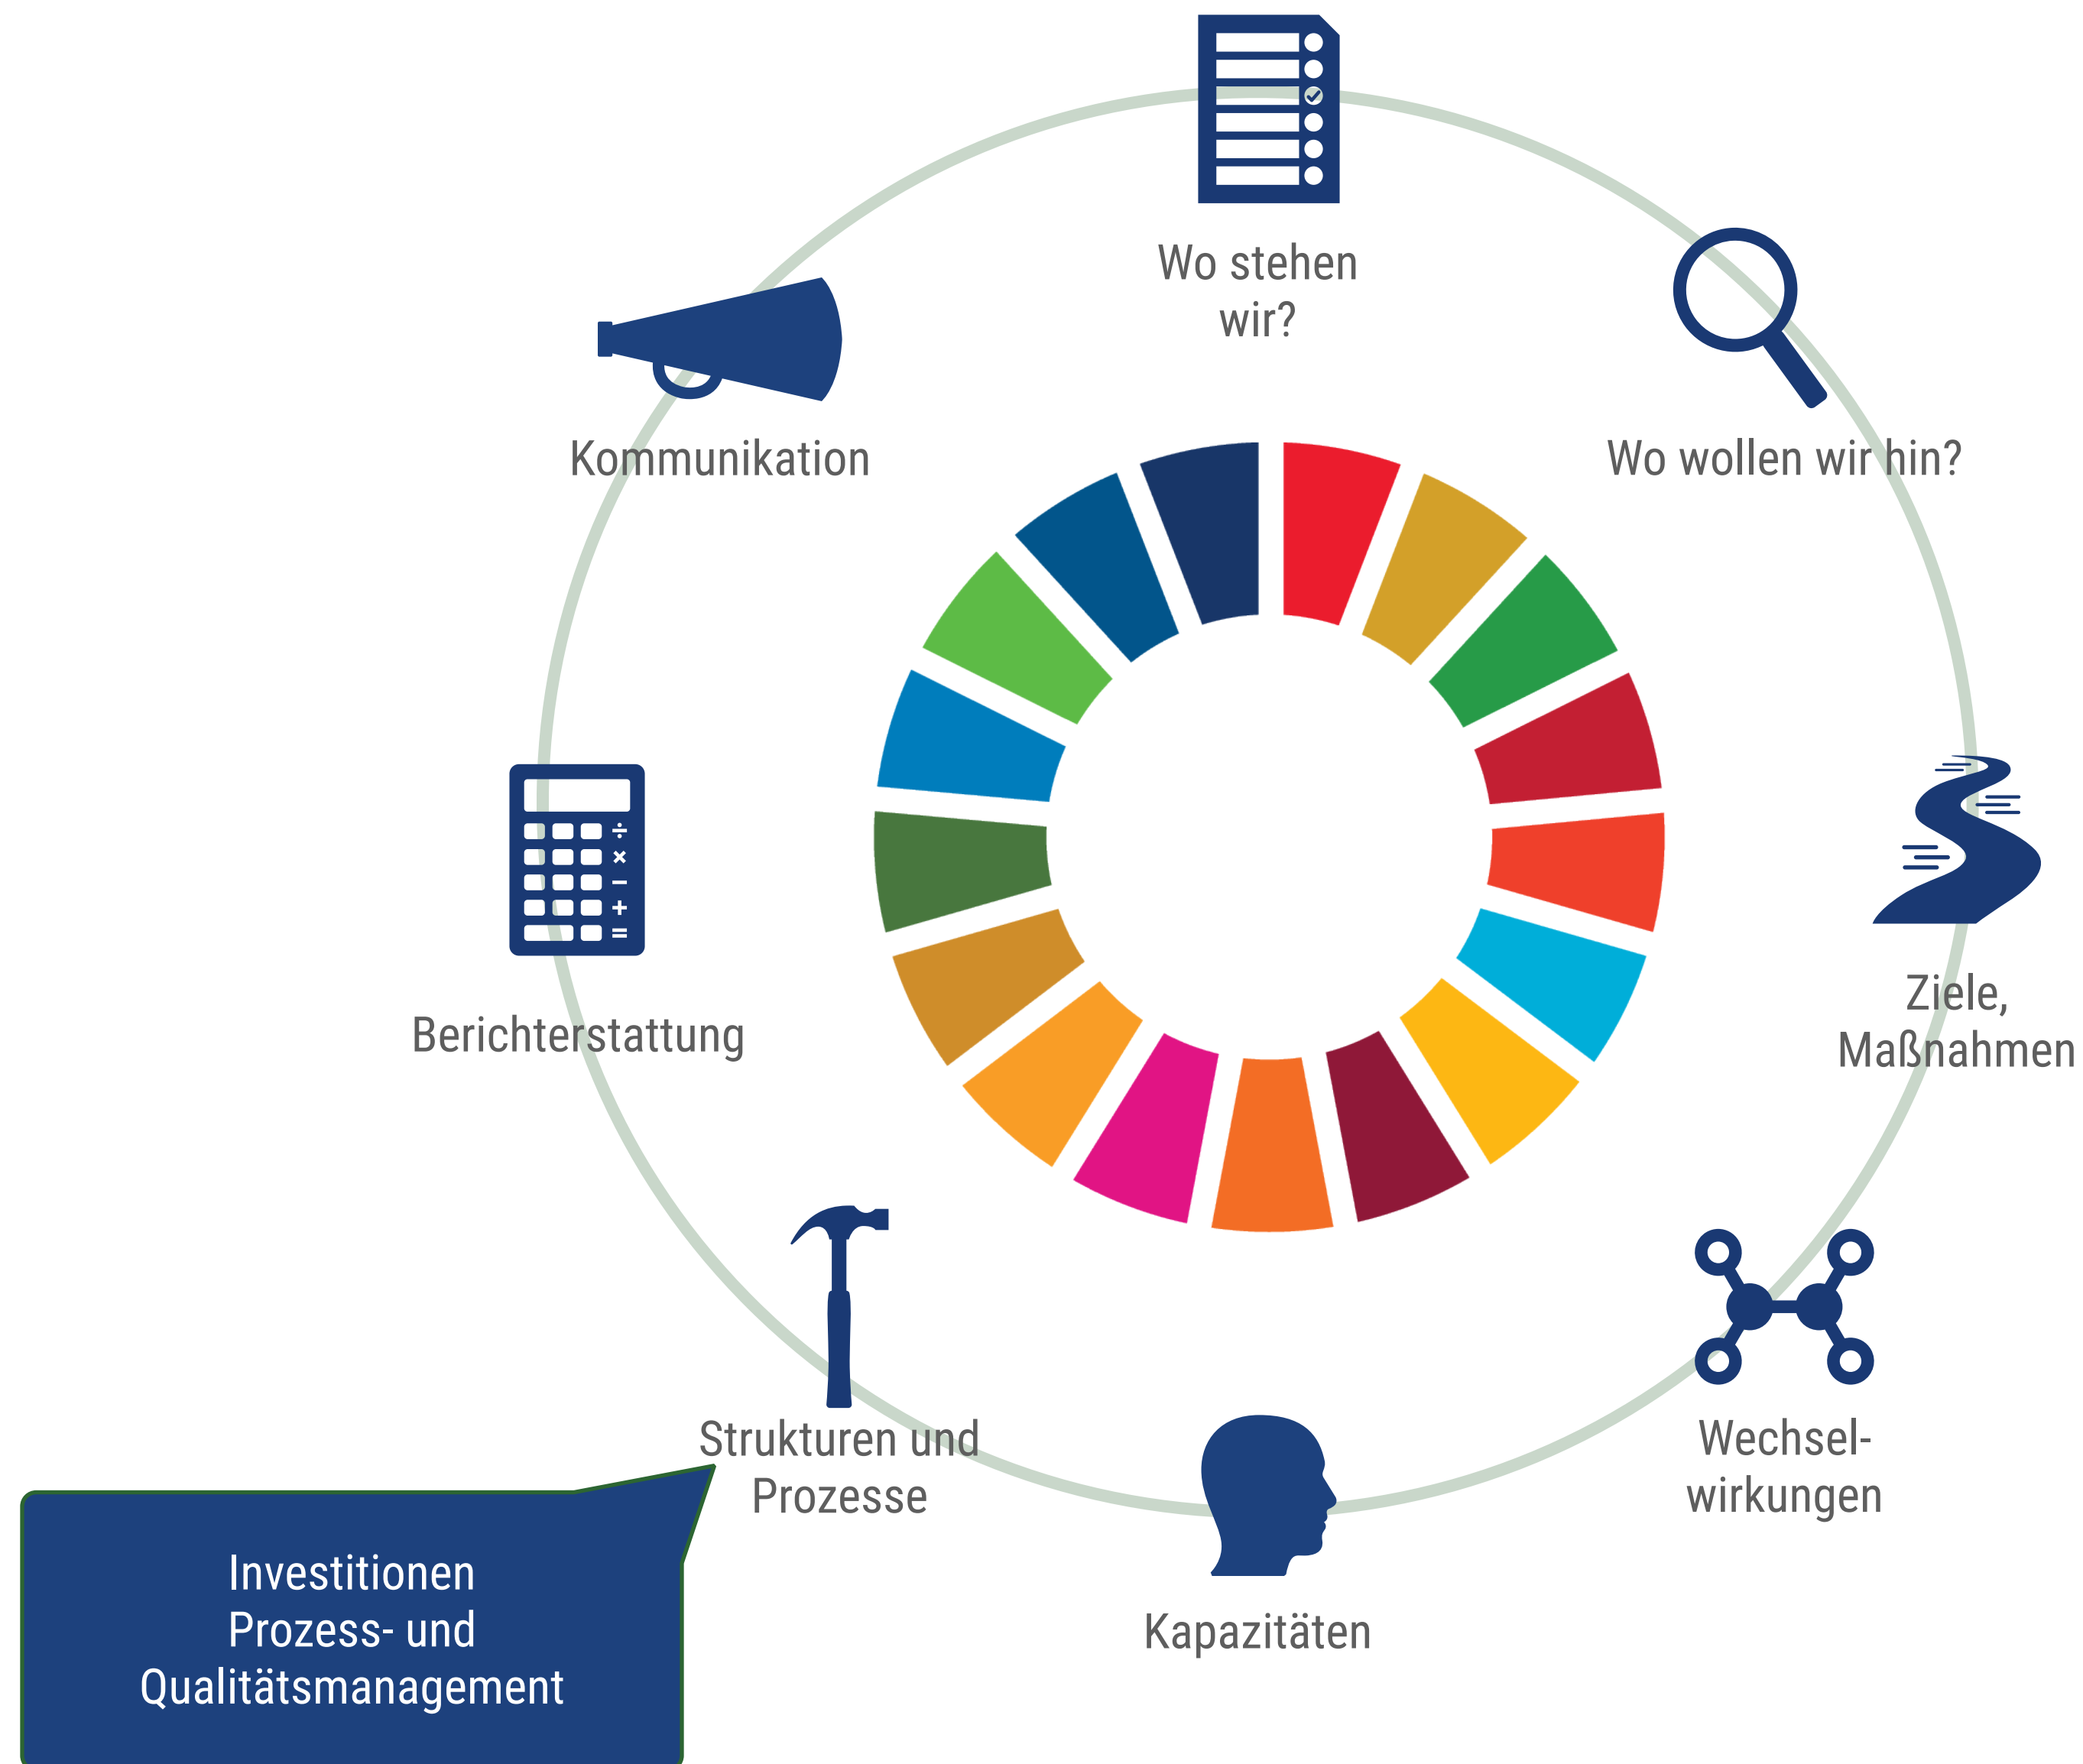 Wo stehen
wir?
Wo wollen wir hin?
Ziele,
Maßnahmen
Wechsel-
wirkungen
Kapazitäten
Strukturen und
Prozesse
Investitionen
Prozess- und
Qualitätsmanagement
Berichterstattung
Kommunikation